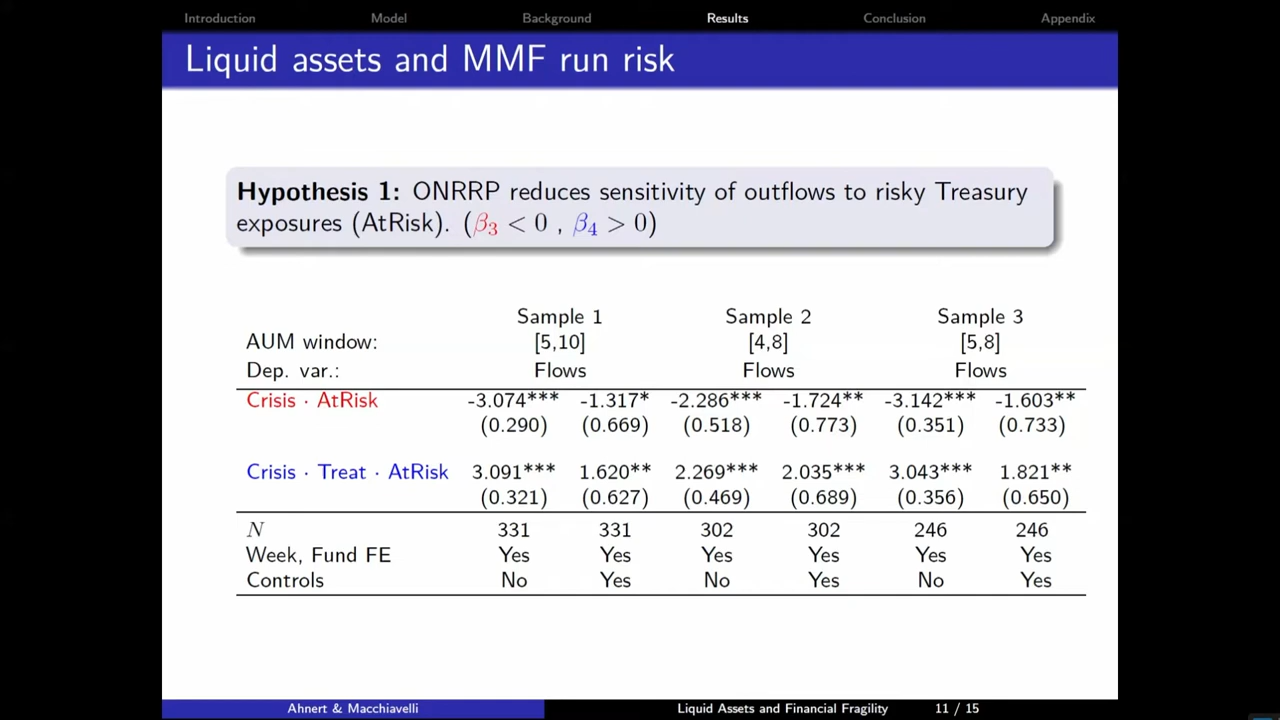 Introduction Model Background Results Conclusion Appendix
Liquid assets and MMF run risk
Hypothesis 1: ONRRP reduces sensitivity of outflows to risky Treasury
exposures (AtRisk). (β₃ < 0 , β₄ > 0)
Sample 1 Sample 2 Sample 3
AUM window: [5,10] [4,8] [5,8]
Dep. var.: Flows Flows Flows
Crisis · AtRisk -3.074*** -1.317* -2.286*** -1.724** -3.142*** -1.603**
(0.290) (0.669) (0.518) (0.773) (0.351) (0.733)
Crisis · Treat · AtRisk 3.091*** 1.620** 2.269*** 2.035*** 3.043*** 1.821**
(0.321) (0.627) (0.469) (0.689) (0.356) (0.650)
N 331 331 302 302 246 246
Week, Fund FE Yes Yes Yes Yes Yes Yes
Controls No Yes No Yes No Yes
Ahnert & Macchiavelli Liquid Assets and Financial Fragility 11 / 15